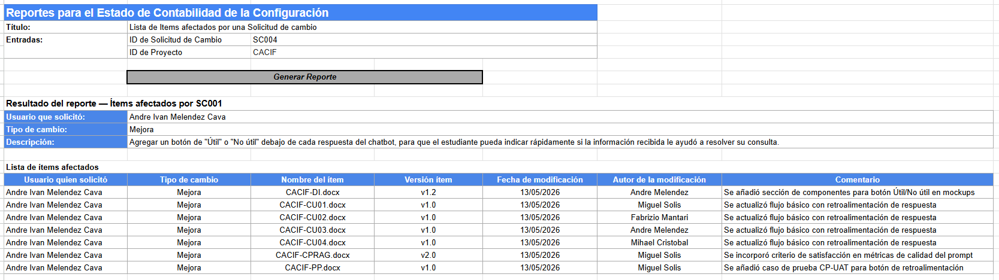 Reportes para el Estado de Contabilidad de la Configuración
Título: Lista de Items afectados por una Solicitud de cambio
Entradas: ID de Solicitud de Cambio SC004
ID de Proyecto CACIF
Generar Reporte
Resultado del reporte — Ítems afectados por SC001
Usuario que solicitó: Andre Ivan Melendez Cava
Tipo de cambio: Mejora
Descripción: Agregar un botón de "Útil" o "No útil" debajo de cada respuesta del chatbot, para que el estudiante pueda indicar rápidamente si la información recibida le ayudó a resolver su consulta.
Lista de ítems afectados
Usuario quien solicitó Tipo de cambio Nombre del ítem Versión ítem Fecha de modificación Autor de la modificación Comentario
Andre Ivan Melendez Cava Mejora CACIF-DI.docx v1.2 13/05/2026 Andre Melendez Se añadió sección de componentes para botón Útil/No útil en mockups
Andre Ivan Melendez Cava Mejora CACIF-CU01.docx v1.0 13/05/2026 Miguel Solis Se actualizó flujo básico con retroalimentación de respuesta
Andre Ivan Melendez Cava Mejora CACIF-CU02.docx v1.0 13/05/2026 Fabrizio Mantari Se actualizó flujo básico con retroalimentación de respuesta
Andre Ivan Melendez Cava Mejora CACIF-CU03.docx v1.0 13/05/2026 Andre Melendez Se actualizó flujo básico con retroalimentación de respuesta
Andre Ivan Melendez Cava Mejora CACIF-CU04.docx v1.0 13/05/2026 Mihael Cristobal Se actualizó flujo básico con retroalimentación de respuesta
Andre Ivan Melendez Cava Mejora CACIF-CPRAG.docx v2.0 13/05/2026 Miguel Solis Se incorporó criterio de satisfacción en métricas de calidad del prompt
Andre Ivan Melendez Cava Mejora CACIF-PP.docx v1.0 13/05/2026 Miguel Solis Se añadió caso de prueba CP-UAT para botón de retroalimentación